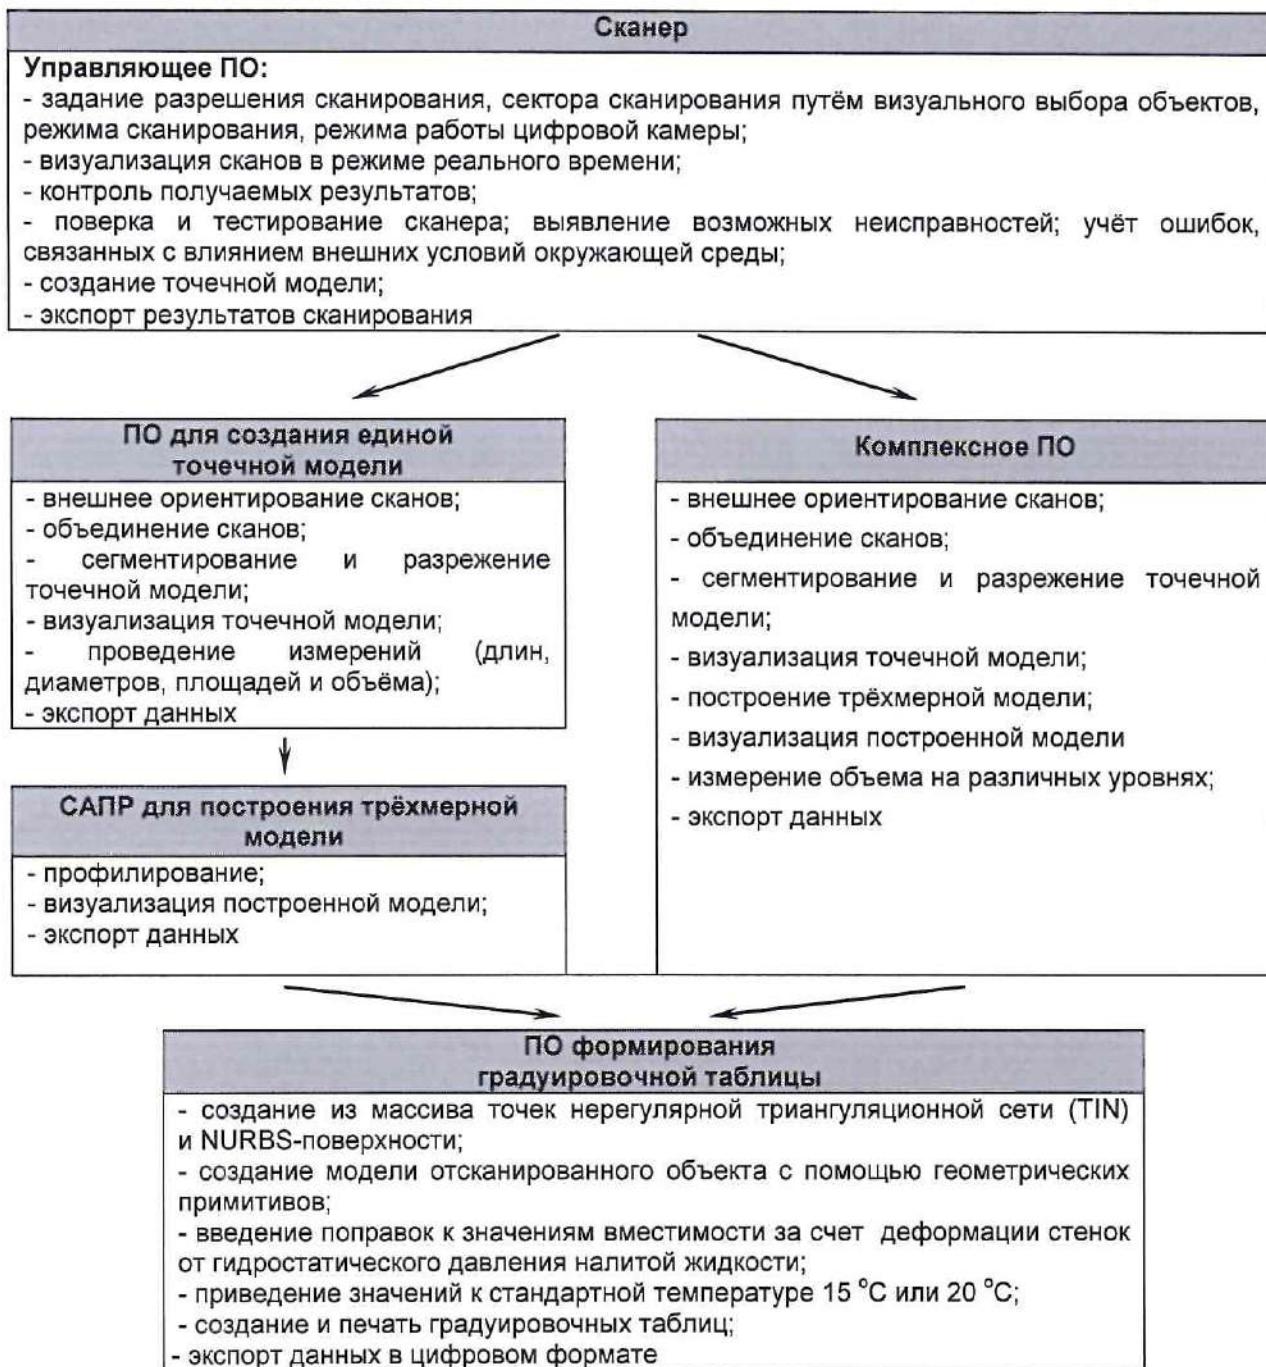 Сканер
Управляющее ПО:
- задание разрешения сканирования, сектора сканирования путём визуального выбора объектов,
режима сканирования, режима работы цифровой камеры;
- визуализация сканов в режиме реального времени;
- контроль получаемых результатов;
- поверка и тестирование сканера; выявление возможных неисправностей; учёт ошибок,
связанных с влиянием внешних условий окружающей среды;
- создание точечной модели;
- экспорт результатов сканирования
ПО для создания единой
точечной модели
- внешнее ориентирование сканов;
- объединение сканов;
- сегментирование и разрежение
точечной модели;
- визуализация точечной модели;
- проведение измерений (длин,
диаметров, площадей и объёма);
- экспорт данных
САПР для построения трёхмерной
модели
- профилирование;
- визуализация построенной модели;
- экспорт данных
Комплексное ПО
- внешнее ориентирование сканов;
- объединение сканов;
- сегментирование и разрежение точечной
модели;
- визуализация точечной модели;
- построение трёхмерной модели;
- визуализация построенной модели
- измерение объема на различных уровнях;
- экспорт данных
ПО формирования
градуировочной таблицы
- создание из массива точек нерегулярной триангуляционной сети (TIN)
и NURBS-поверхности;
- создание модели отсканированного объекта с помощью геометрических
примитивов;
- введение поправок к значениям вместимости за счет деформации стенок
от гидростатического давления налитой жидкости;
- приведение значений к стандартной температуре 15 °C или 20 °C;
- создание и печать градуировочных таблиц;
- экспорт данных в цифровом формате